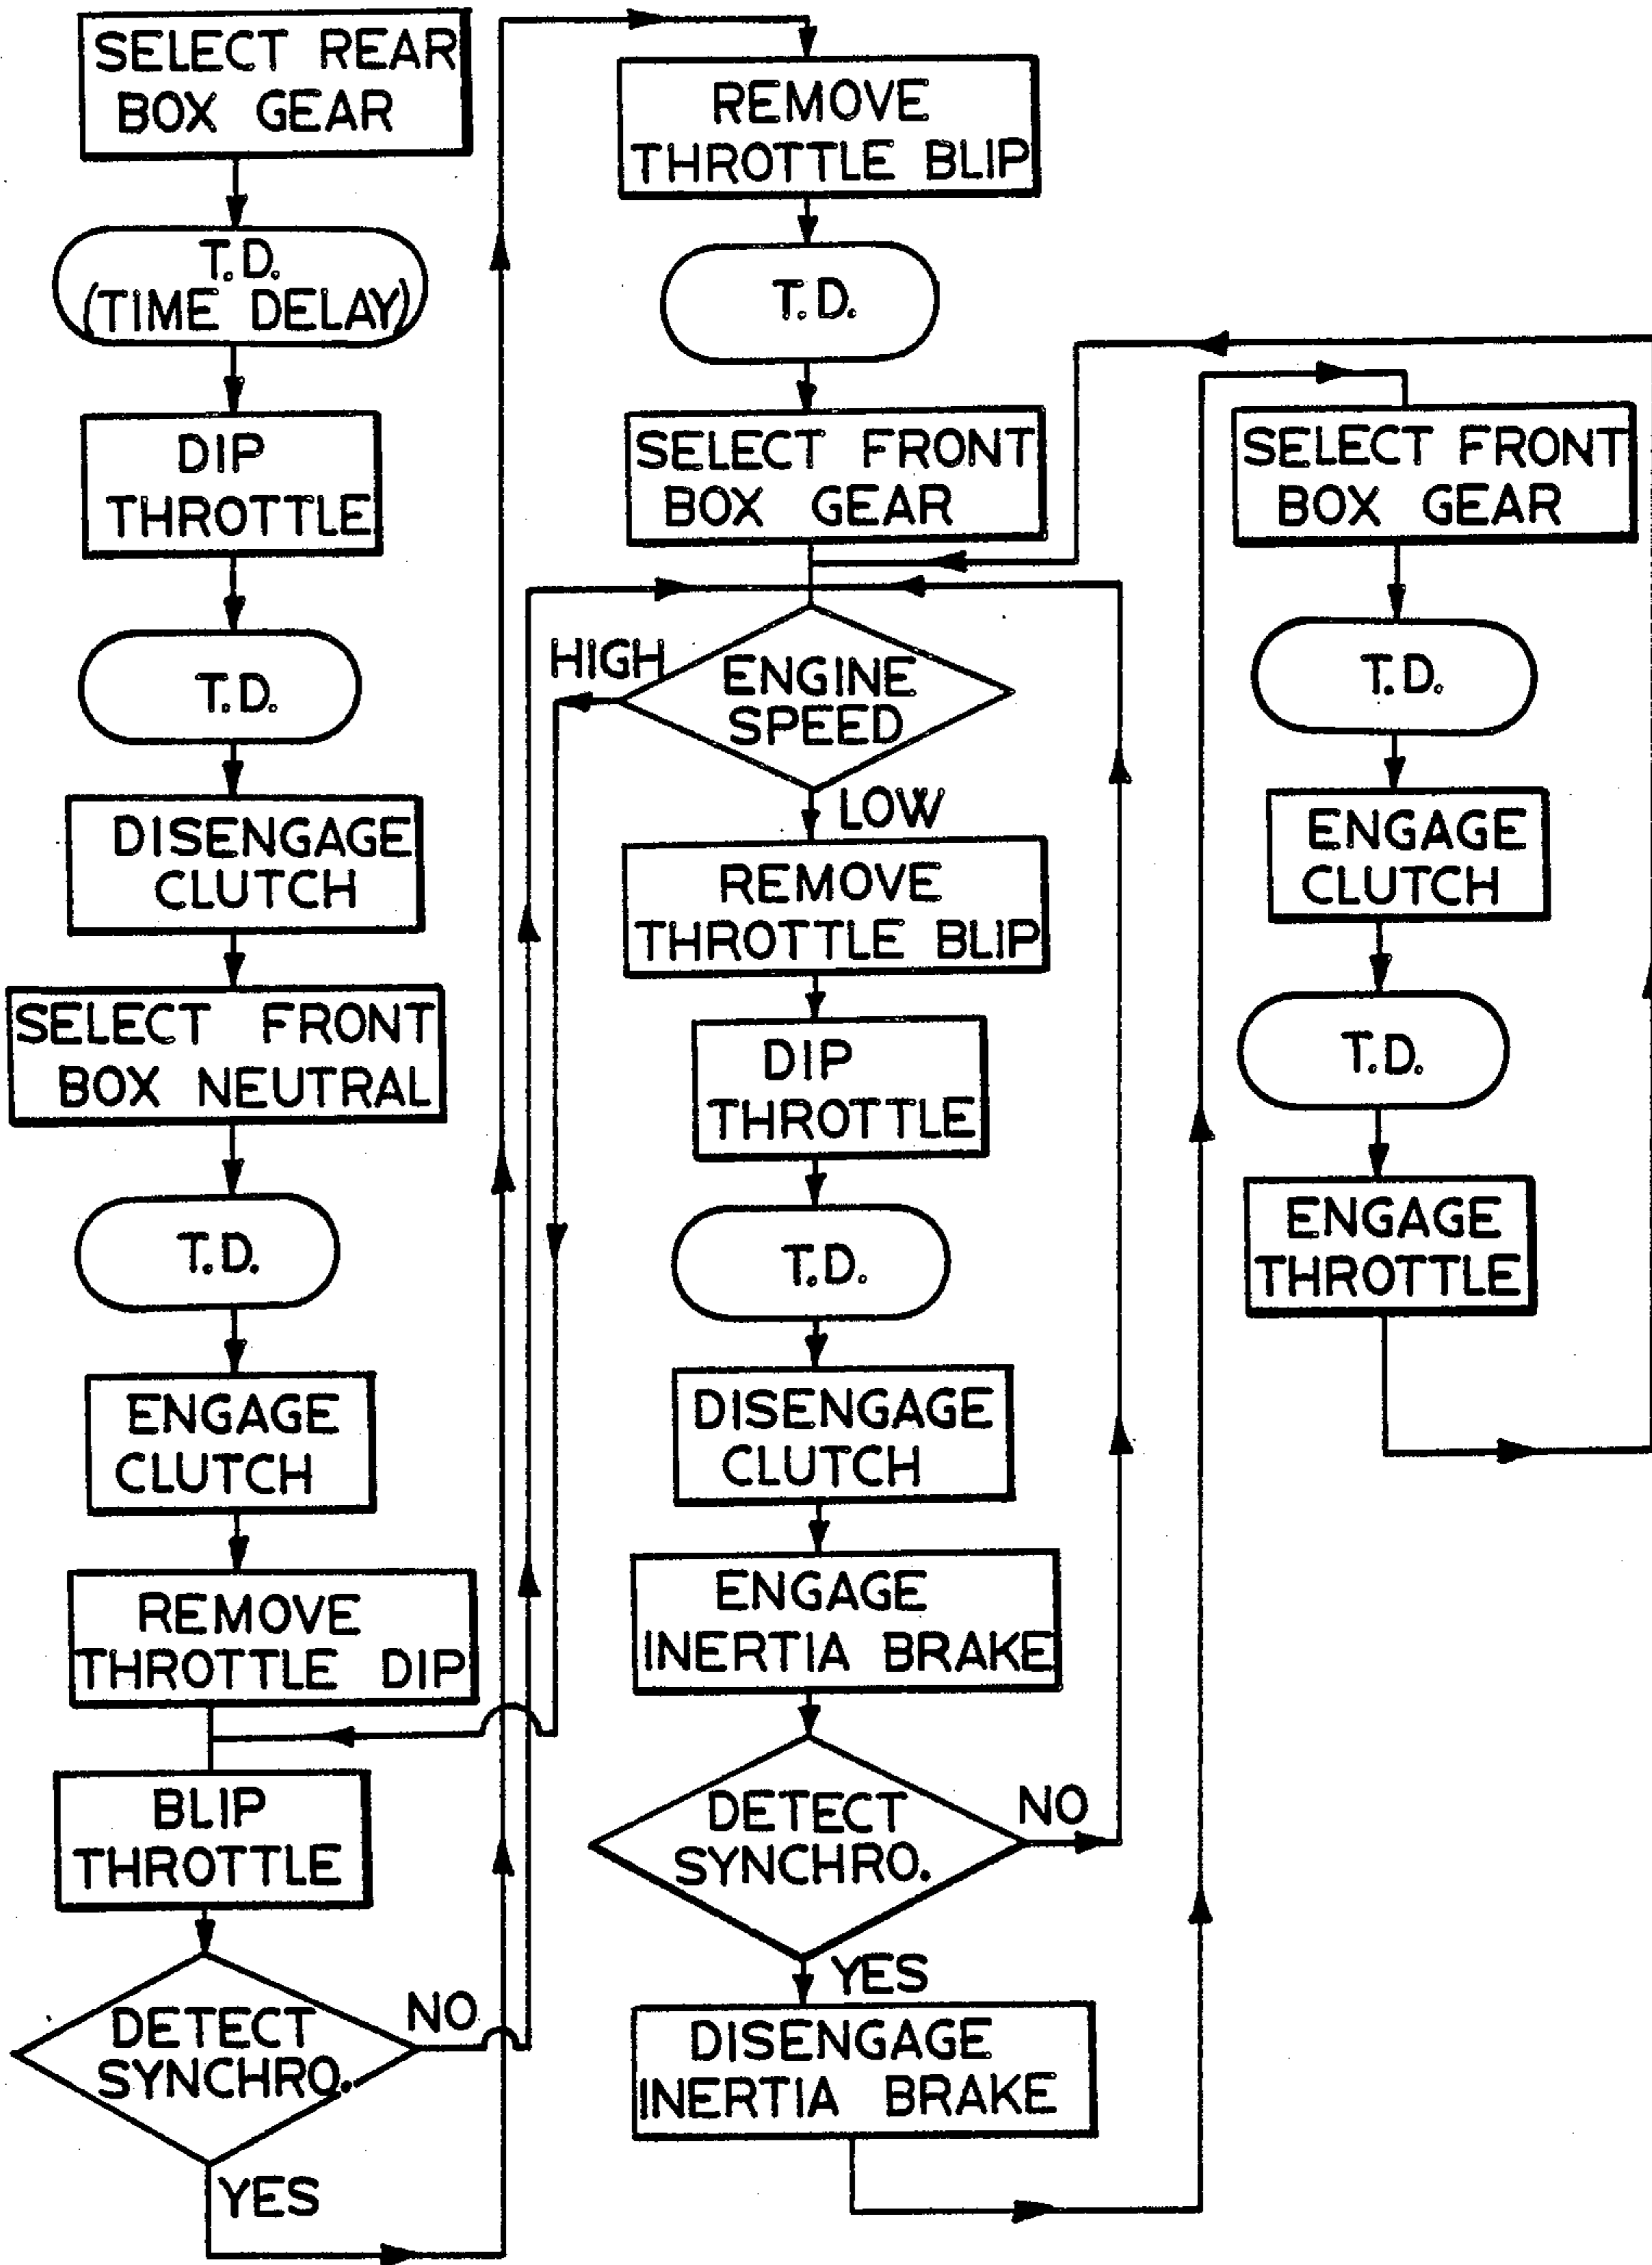 SELECT REAR
BOX GEAR
T.D.
(TIME DELAY)
DIP
THROTTLE
T.D.
DISENGAGE
CLUTCH
SELECT FRONT
BOX NEUTRAL
T.D.
ENGAGE
CLUTCH
REMOVE
THROTTLE DIP
BLIP
THROTTLE
DETECT
SYNCHRO.
NO
YES
REMOVE
THROTTLE BLIP
T.D.
SELECT FRONT
BOX GEAR
HIGH
ENGINE
SPEED
LOW
REMOVE
THROTTLE BLIP
DIP
THROTTLE
T.D.
DISENGAGE
CLUTCH
ENGAGE
INERTIA BRAKE
DETECT
SYNCHRO.
NO
YES
DISENGAGE
INERTIA BRAKE
SELECT FRONT
BOX GEAR
T.D.
ENGAGE
CLUTCH
T.D.
ENGAGE
THROTTLE